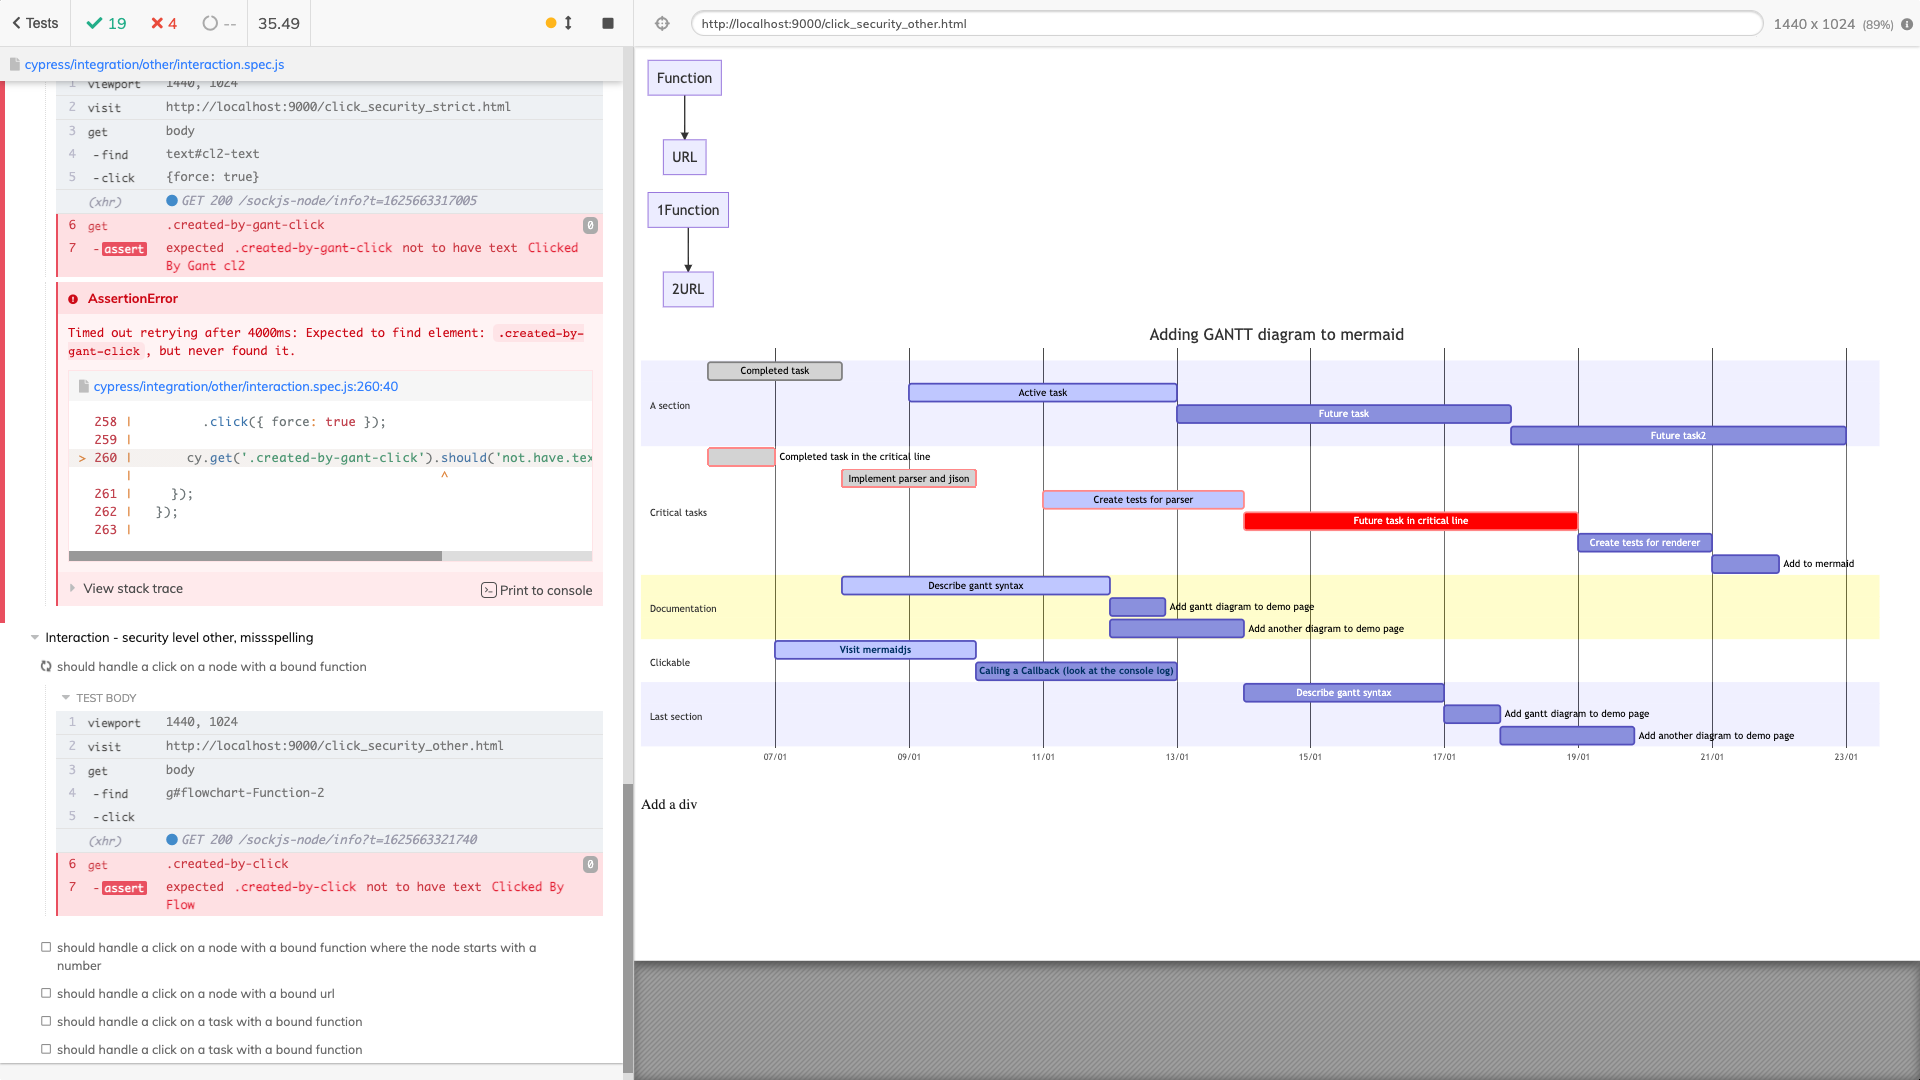 Tests
19
4
--
35.49
cypress/integration/other/interaction.spec.js
1 viewport 1440, 1024
2 visit http://localhost:9000/click_security_strict.html
3 get body
4 -find text#cl2-text
5 -click {force: true}
(xhr) GET 200 /sockjs-node/info?t=1625663317005
6 get .created-by-gant-click 0
7 -assert expected .created-by-gant-click not to have text Clicked
By Gant cl2
AssertionError
Timed out retrying after 4000ms: Expected to find element: .created-by-
gant-click, but never found it.
cypress/integration/other/interaction.spec.js:260:40
258 | .click({ force: true });
259 |
> 260 | cy.get('.created-by-gant-click').should('not.have.tex
| ^
261 | });
262 | });
263 |
View stack trace
Print to console
Interaction - security level other, missspelling
should handle a click on a node with a bound function
TEST BODY
1 viewport 1440, 1024
2 visit http://localhost:9000/click_security_other.html
3 get body
4 -find g#flowchart-Function-2
5 -click
(xhr) GET 200 /sockjs-node/info?t=1625663321740
6 get .created-by-click 0
7 -assert expected .created-by-click not to have text Clicked By
Flow
should handle a click on a node with a bound function where the node starts with a
number
should handle a click on a node with a bound url
should handle a click on a task with a bound function
should handle a click on a task with a bound function
http://localhost:9000/click_security_other.html
1440 x 1024 (89%)
Function
URL
1Function
2URL
Adding GANTT diagram to mermaid
Completed task
Active task
A section
Future task
Future task2
Completed task in the critical line
Implement parser and jison
Create tests for parser
Critical tasks
Future task in critical line
Create tests for renderer
Add to mermaid
Describe gantt syntax
Documentation
Add gantt diagram to demo page
Add another diagram to demo page
Visit mermaidjs
Clickable
Calling a Callback (look at the console log)
Describe gantt syntax
Last section
Add gantt diagram to demo page
Add another diagram to demo page
07/01 09/01 11/01 13/01 15/01 17/01 19/01 21/01 23/01
Add a div